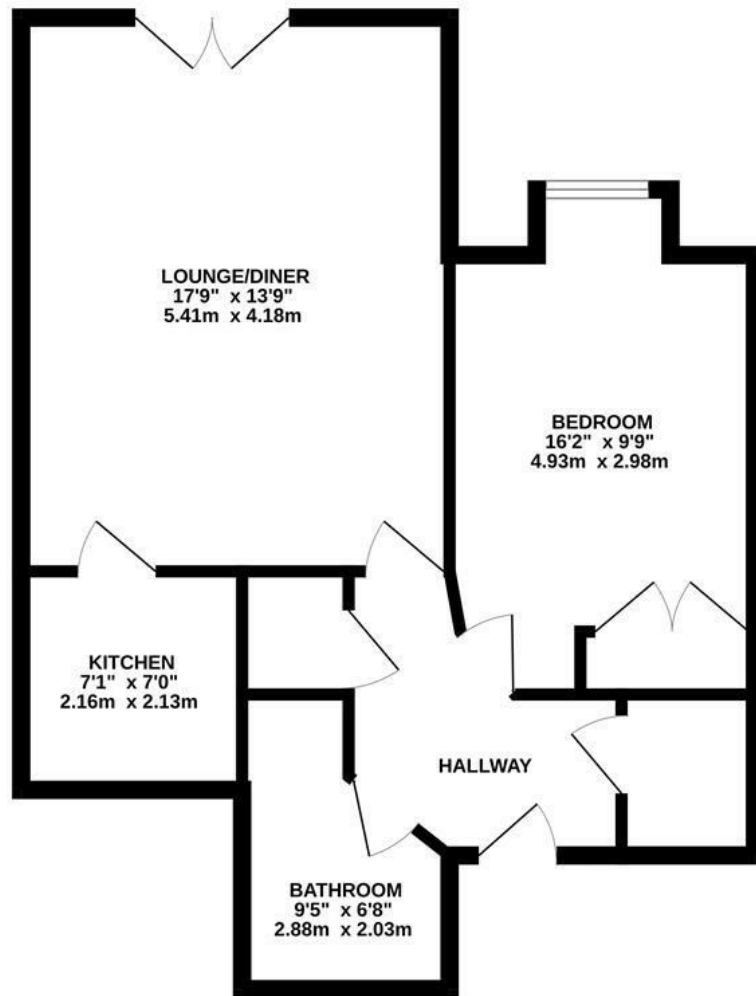 LOUNGE/DINER
17'9" x 13'9"
5.41m x 4.18m
BEDROOM
16'2" x 9'9"
4.93m x 2.98m
KITCHEN
7'1" x 7'0"
2.16m x 2.13m
HALLWAY
BATHROOM
9'5" x 6'8"
2.88m x 2.03m